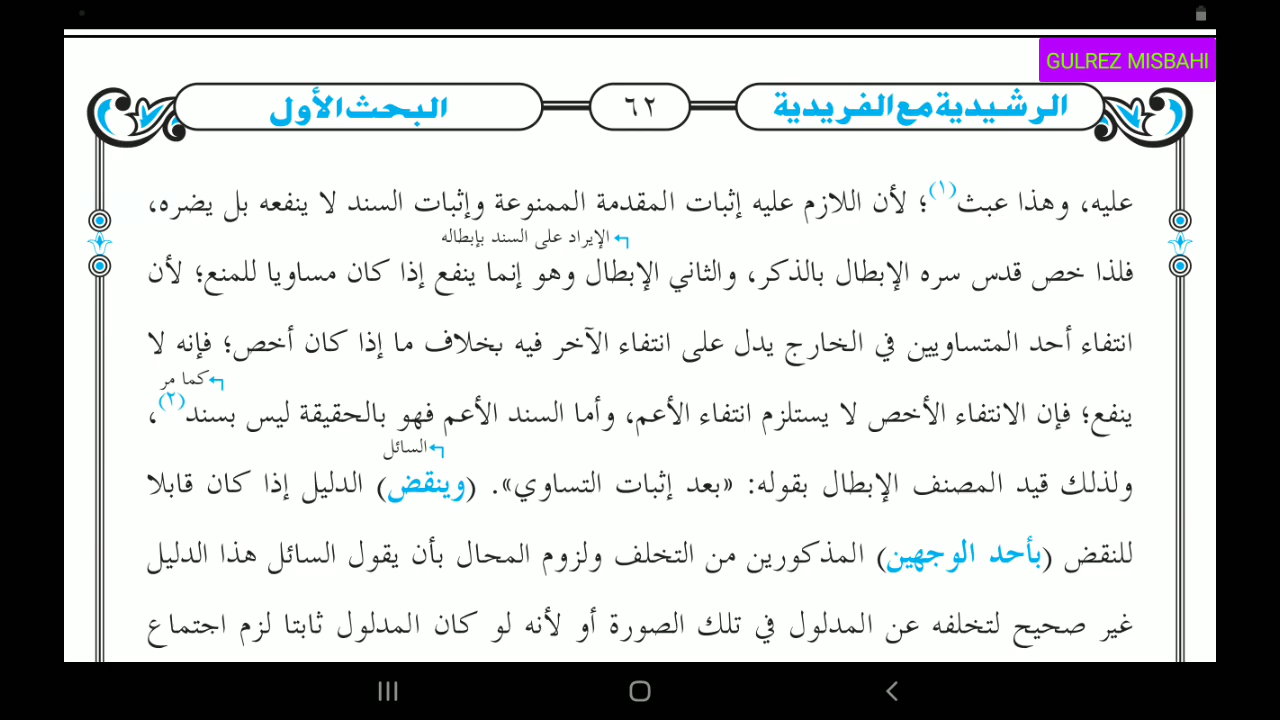 GULREZ MISBAHI
الرشيدية مع الفريدية
٦٢
البحث الأول
عليه، وهذا عبث(١)؛ لأن اللازم عليه إثبات المقدمة الممنوعة وإثبات السند لا ينفعه بل يضره،
الإيراد على السند بإبطاله
فلذا خص قدس سره الإبطال بالذكر، والثاني الإبطال وهو إنما ينفع إذا كان مساويا للمنع؛ لأن
انتفاء أحد المتساويين في الخارج يدل على انتفاء الآخر فيه بخلاف ما إذا كان أخص؛ فإنه لا
كما مر
ينفع؛ فإن الانتفاء الأخص لا يستلزم انتفاء الأعم، وأما السند الأعم فهو بالحقيقة ليس بسند(٢)،
السائل
ولذلك قيد المصنف الإبطال بقوله: «بعد إثبات التساوي». (وينقض) الدليل إذا كان قابلا
للنقض (بأحد الوجهين) المذكورين من التخلف ولزوم المحال بأن يقول السائل هذا الدليل
غير صحيح لتخلفه عن المدلول في تلك الصورة أو لأنه لو كان المدلول ثابتا لزم اجتماع